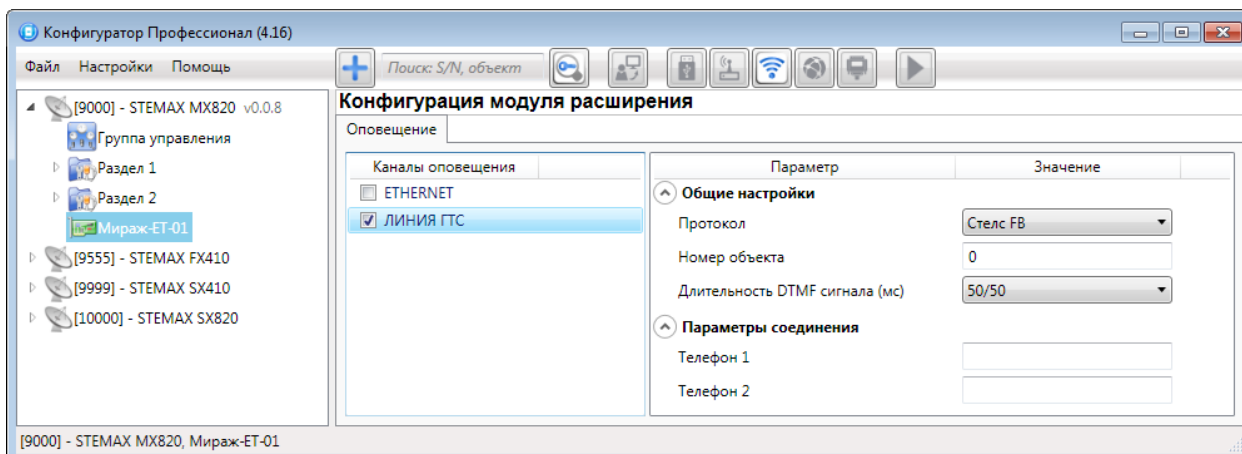 Конфигуратор Профессионал (4.16)
Файл Настройки Помощь
Поиск: S/N, объект
[9000] - STEMAX MX820 v0.0.8
Группа управления
Раздел 1
Раздел 2
Мираж-ET-01
[9555] - STEMAX FX410
[9999] - STEMAX SX410
[10000] - STEMAX SX820
Конфигурация модуля расширения
Оповещение
Каналы оповещения
ETHERNET
ЛИНИЯ ГТС
Параметр Значение
Общие настройки
Протокол Стелс FB
Номер объекта 0
Длительность DTMF сигнала (мс) 50/50
Параметры соединения
Телефон 1
Телефон 2
[9000] - STEMAX MX820, Мираж-ET-01